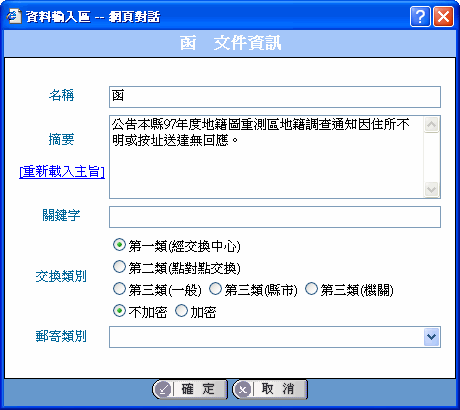 資料輸入區 -- 網頁對話
函 文件資訊
名稱
函
摘要
[重新載入主旨]
公告本縣97年度地籍圖重測區地籍調查通知因住所不
明或按址送達無回應。
關鍵字
交換類別
第一類(經交換中心)
第二類(點對點交換)
第三類(一般) 第三類(縣市) 第三類(機關)
不加密 加密
郵寄類別
確 定 取 消